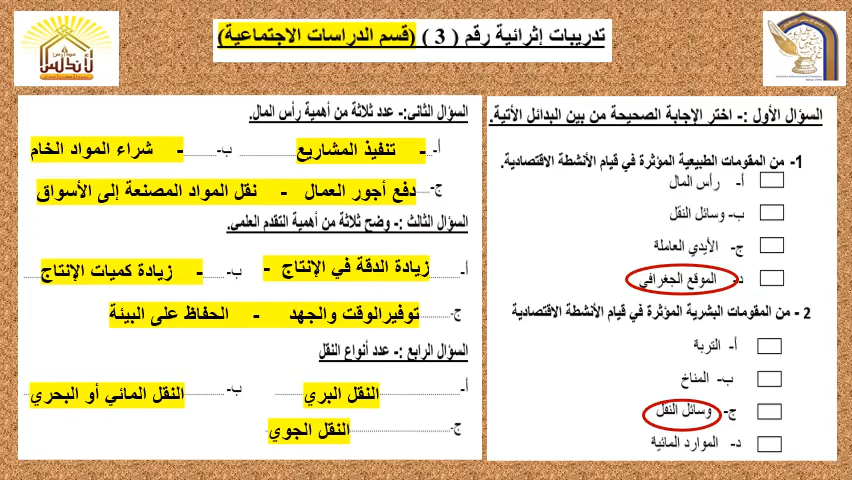 تدريبات إثرائية رقم ( 3 ) (قسم الدراسات الاجتماعية)
السؤال الأول :- اختر الإجابة الصحيحة من بين البدائل الأتية.
1- من المقومات الطبيعية المؤثرة في قيام الأنشطة الاقتصادية.
أ- رأس المال
ب- وسائل النقل
ج- الأيدي العاملة
د- الموقع الجغرافي
2 - من المقومات البشرية المؤثرة في قيام الأنشطة الاقتصادية
أ- التربة
ب- المناخ
ج- وسائل النقل
د- الموارد المائية
السؤال الثاني:- عدد ثلاثة من أهمية رأس المال.
أ- - تنفيذ المشاريع ب- - شراء المواد الخام
ج- دفع أجور العمال - نقل المواد المصنعة إلى الأسواق
السؤال الثالث :- وضح ثلاثة من أهمية التقدم العلمي.
أ- زيادة الدقة في الإنتاج - ب- - زيادة كميات الإنتاج
ج- توفيرالوقت والجهد - الحفاظ على البيئة
السؤال الرابع :- عدد أنواع النقل
أ- النقل البري ب- النقل المائي أو البحري
ج- النقل الجوي